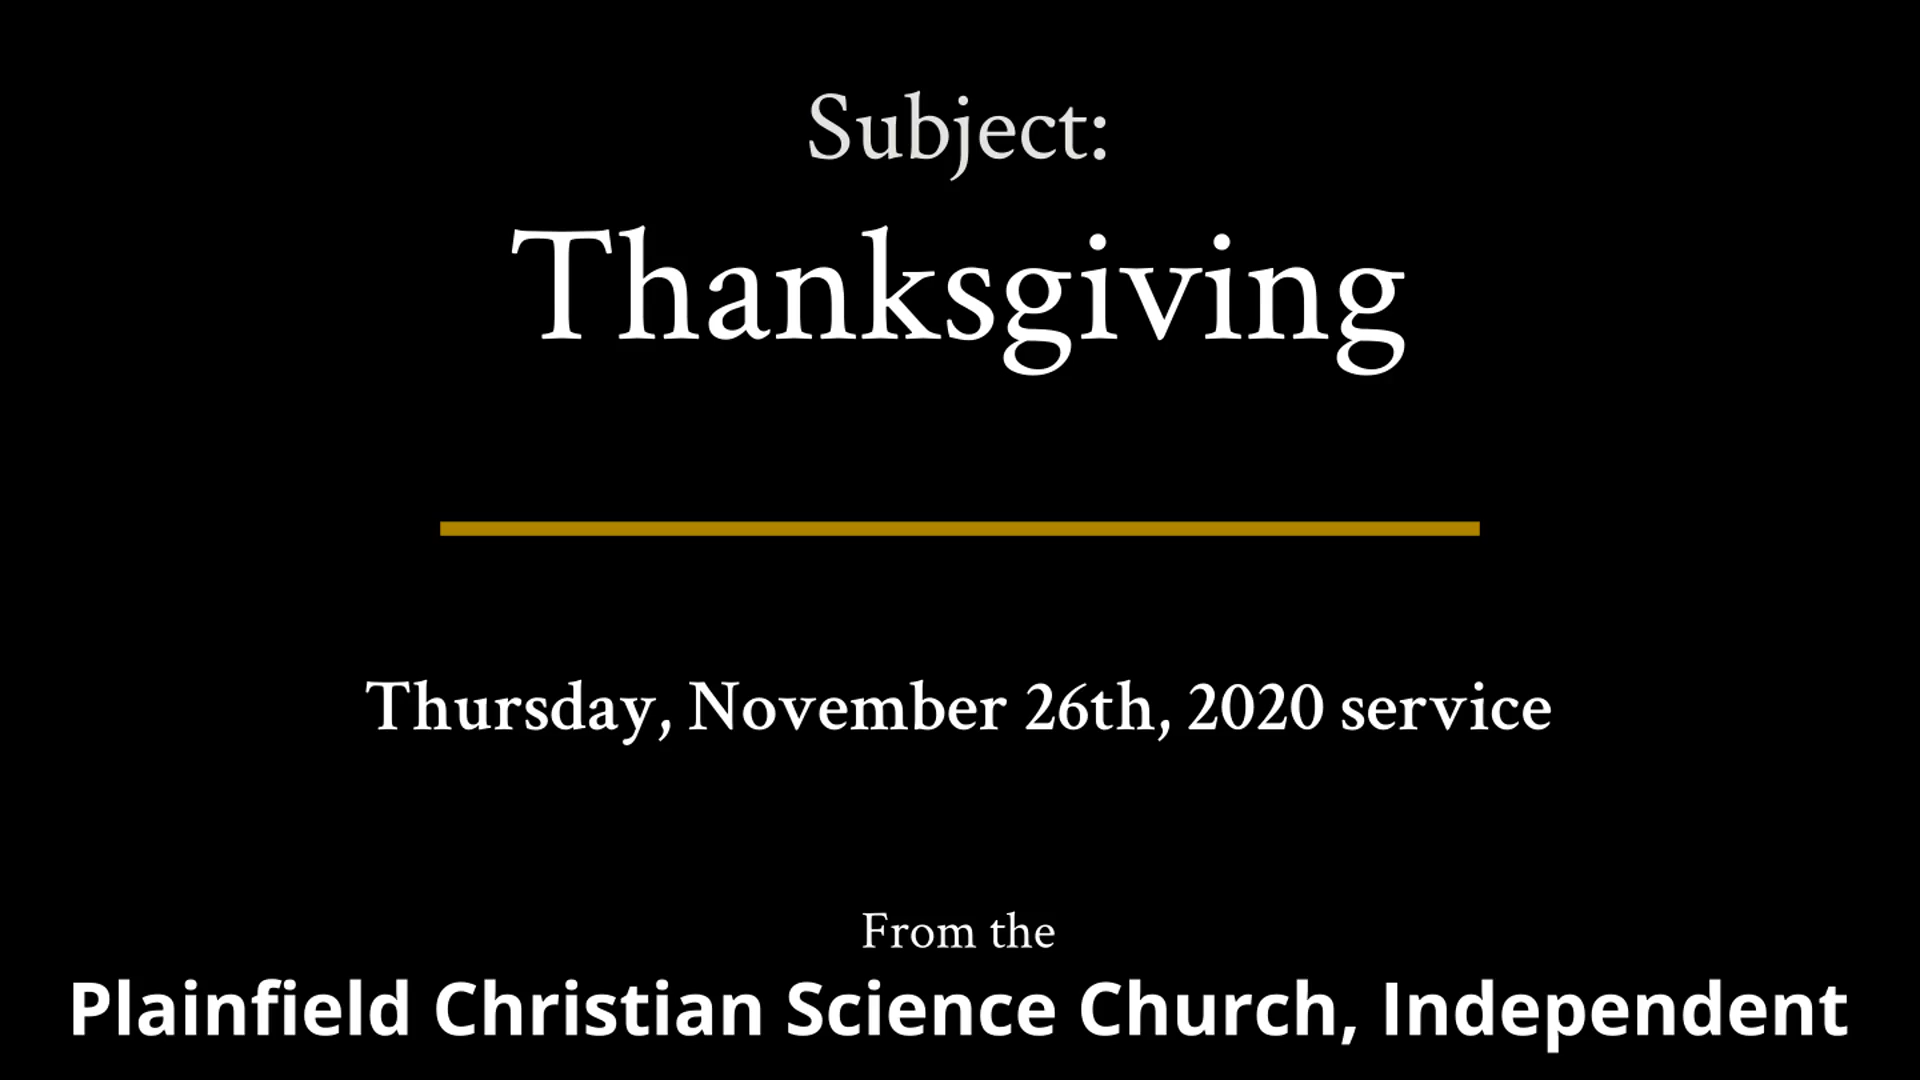 Subject:
Thanksgiving
Thursday, November 26th, 2020 service
From the
Plainfield Christian Science Church, Independent